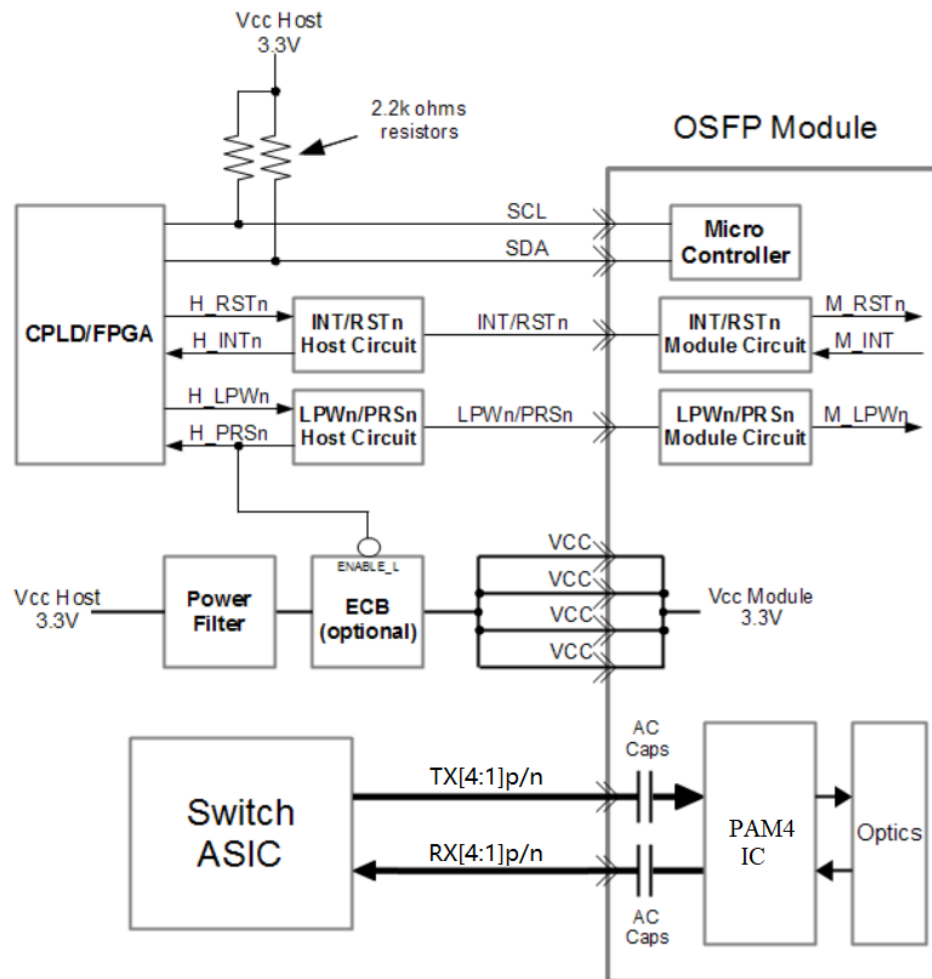 Vcc Host
3.3V
2.2k ohms
resistors
OSFP Module
SCL
SDA
Micro
Controller
CPLD/FPGA
H_RSTn
H_INTn
INT/RSTn
Host Circuit
INT/RSTn
INT/RSTn
Module Circuit
M_RSTn
M_INT
H_LPWn
H_PRSn
LPWn/PRSn
Host Circuit
LPWn/PRSn
LPWn/PRSn
Module Circuit
M_LPWn
Vcc Host
3.3V
Power
Filter
ENABLE_L
ECB
(optional)
VCC
VCC
VCC
VCC
Vcc Module
3.3V
Switch
ASIC
TX[4:1]p/n
RX[4:1]p/n
AC
Caps
AC
Caps
PAM4
IC
Optics